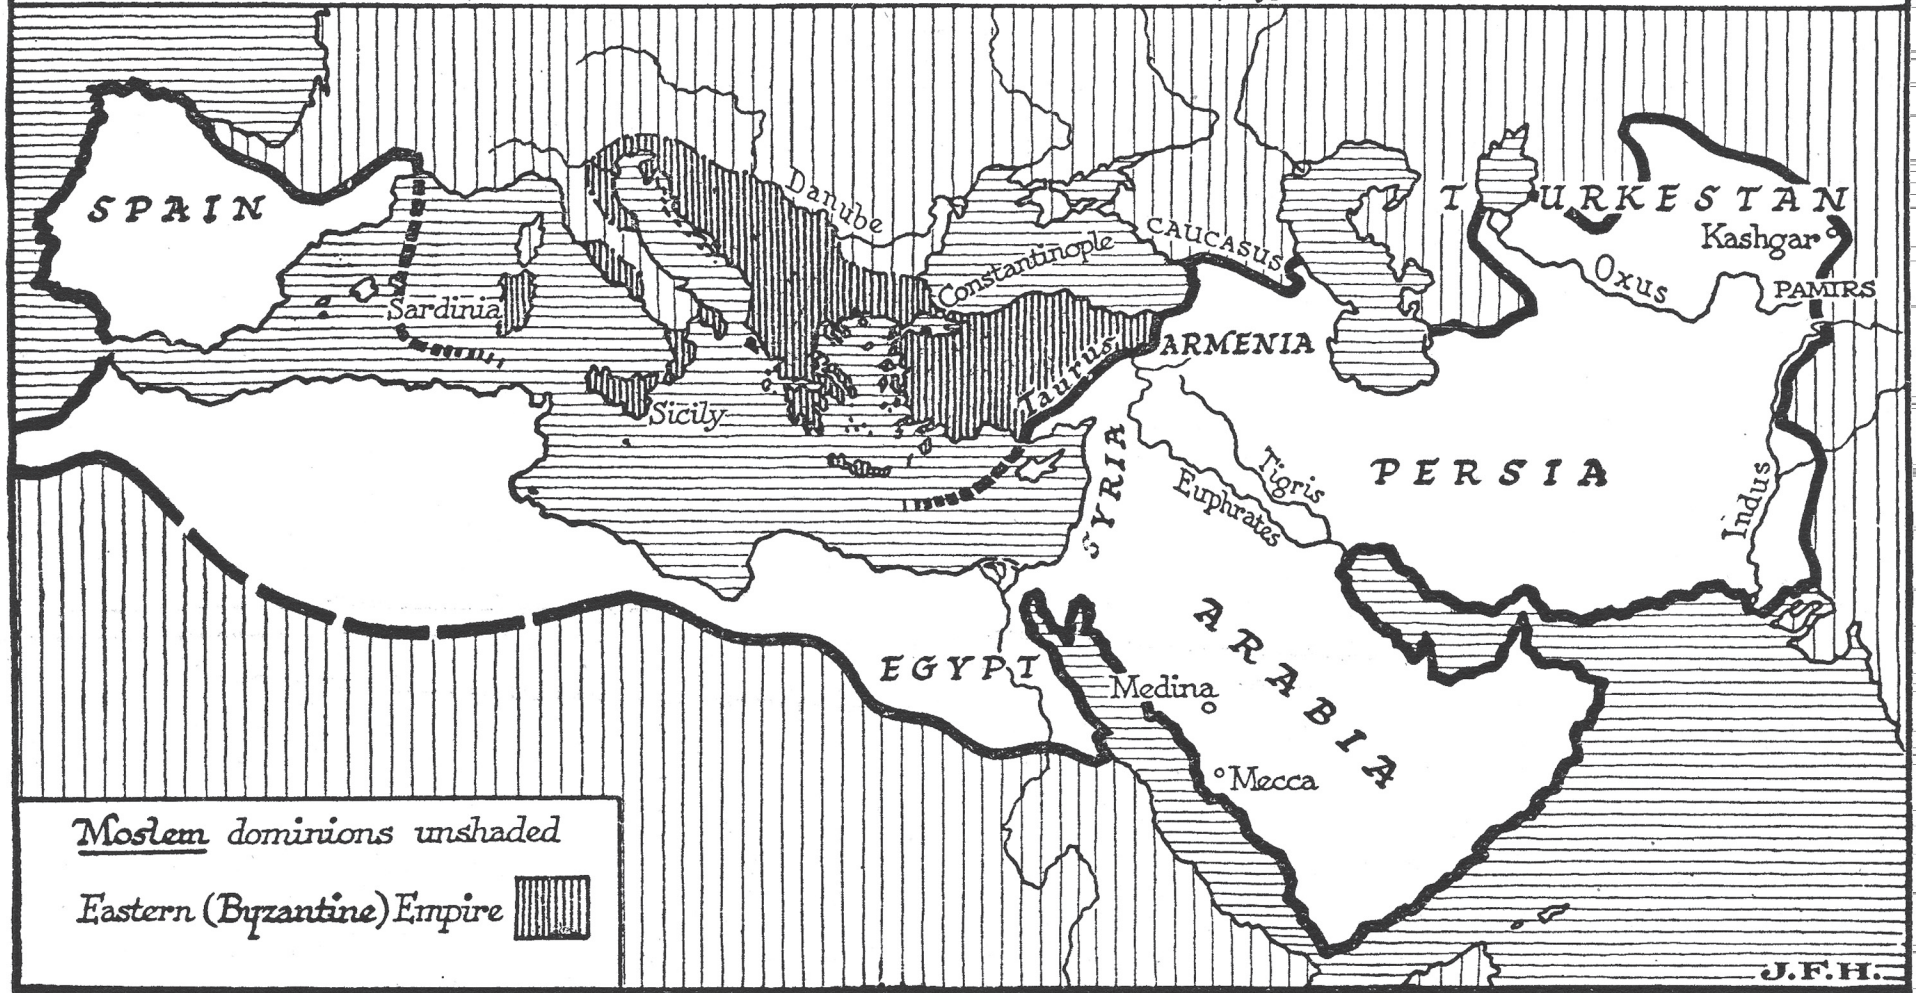 SPAIN
Danube
CAUCASUS
TURKESTAN
Kashgar
Constantinople
Oxus
PAMIRS
Sardinia
ARMENIA
Taurus
Sicily
SYRIA
Tigris
PERSIA
Euphrates
Indus
ARABIA
EGYPT
Medina
Mecca
Moslem dominions unshaded
Eastern (Byzantine) Empire
J.F.H.